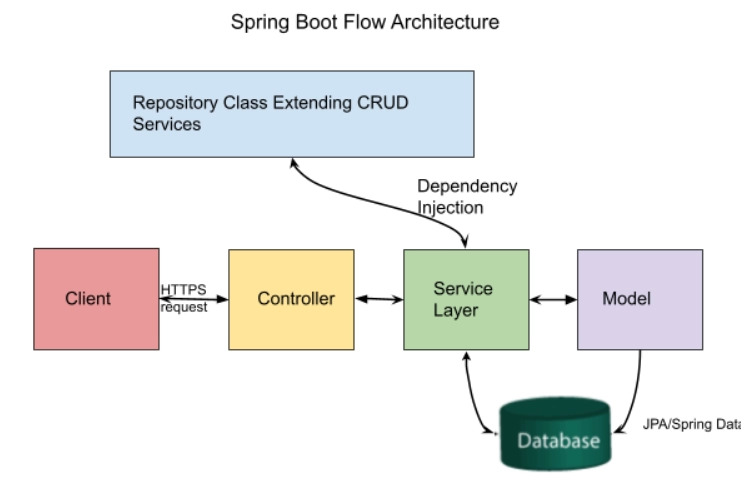 Spring Boot Flow Architecture
Repository Class Extending CRUD
Services
Dependency
Injection
Client
HTTPS
request
Controller
Service
Layer
Model
Database
JPA/Spring Data